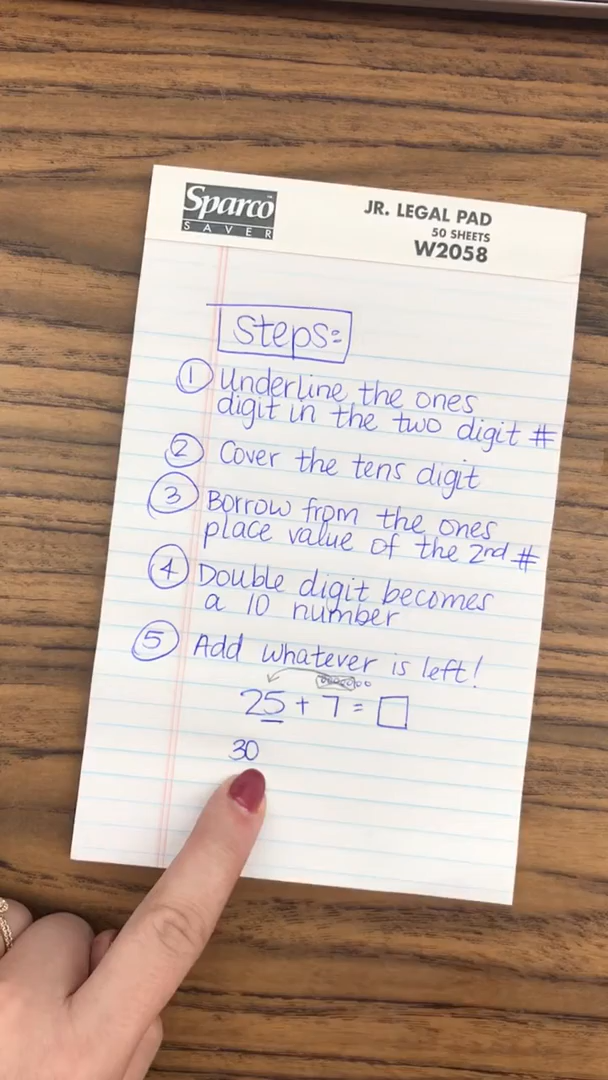 Sparco
SAVER
JR. LEGAL PAD
50 SHEETS
W2058
Steps:
1 Underline the ones
digit in the two digit #
2 Cover the tens digit
3 Borrow from the ones
place value of the 2nd #
4 Double digit becomes
a 10 number
5 Add whatever is left!
25 + 7 = □
30